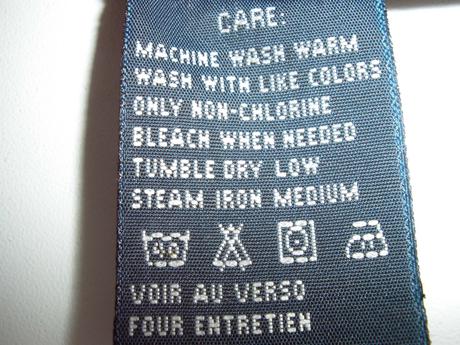 CARE:
MACHINE WASH WARM
WASH WITH LIKE COLORS
ONLY NON-CHLORINE
BLEACH WHEN NEEDED
TUMBLE DRY LOW
STEAM IRON MEDIUM
VOIR AU VERSO
FOUR ENTRETIEN